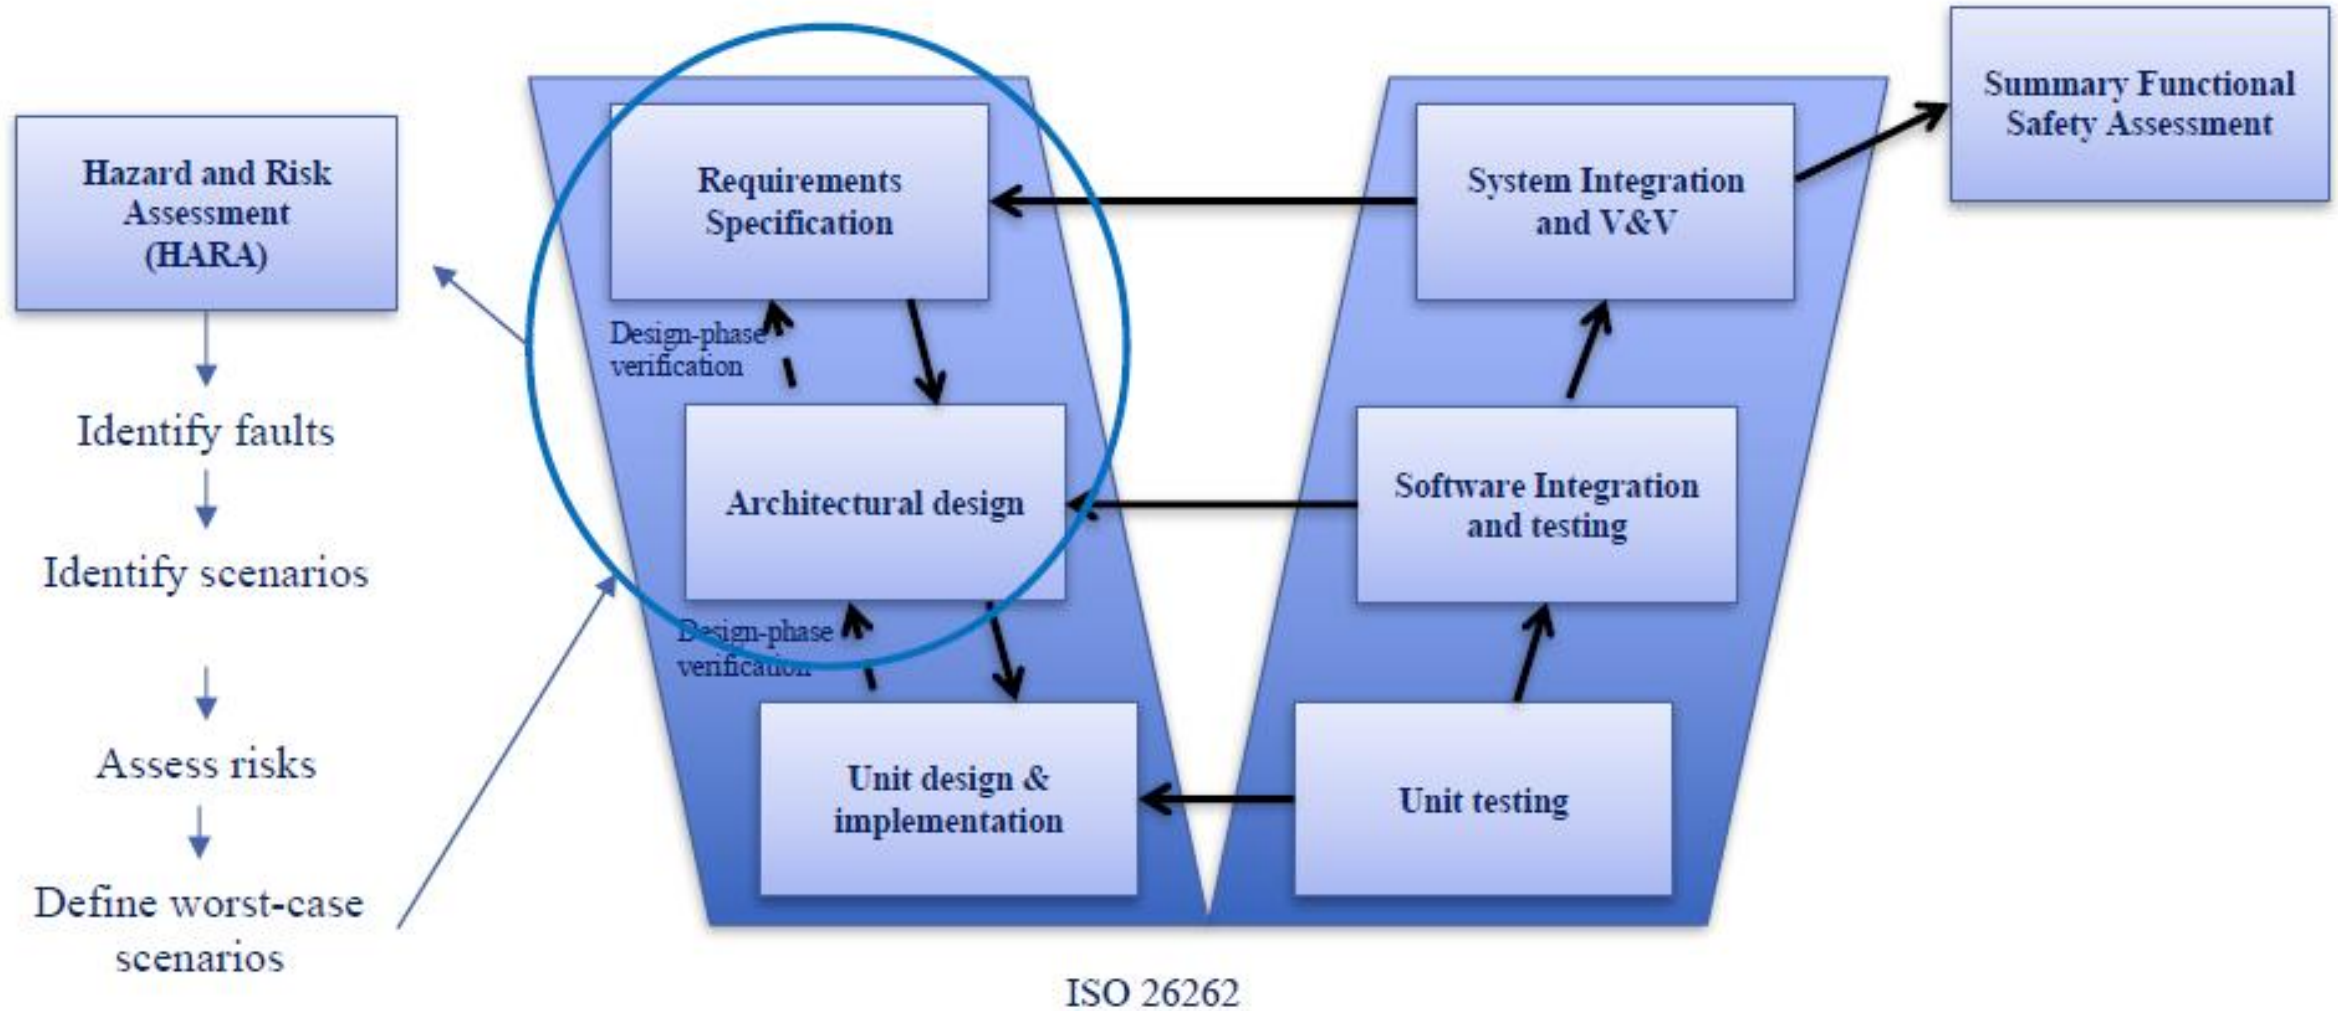 Hazard and Risk
Assessment
(HARA)
Identify faults
Identify scenarios
Assess risks
Define worst-case
scenarios
Requirements
Specification
Design-phase
verification
Architectural design
Design-phase
verification
Unit design &
implementation
System Integration
and V&V
Software Integration
and testing
Unit testing
Summary Functional
Safety Assessment
ISO 26262